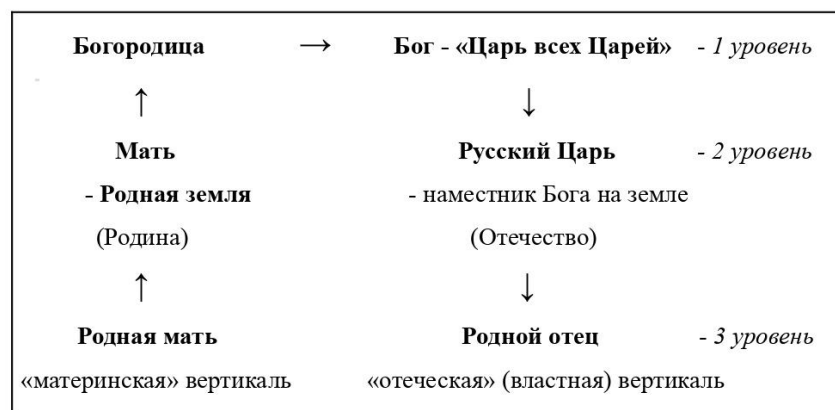 Богородица → Бог - «Царь всех Царей» - 1 уровень
↑ ↓
Мать Русский Царь - 2 уровень
- Родная земля - наместник Бога на земле
(Родина) (Отечество)
↑ ↓
Родная мать Родной отец - 3 уровень
«материнская» вертикаль «отеческая» (властная) вертикаль